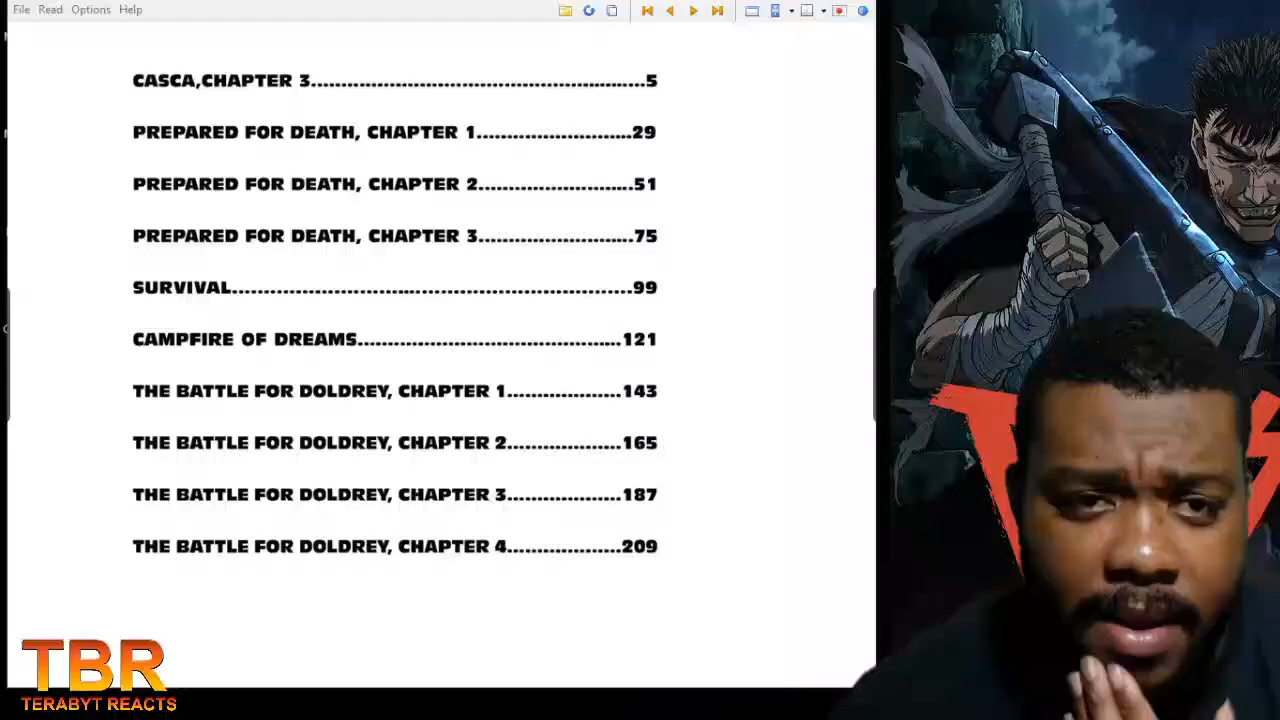 File Read Options Help
CASCA,CHAPTER 3.......................................................5
PREPARED FOR DEATH, CHAPTER 1..........................29
PREPARED FOR DEATH, CHAPTER 2..........................51
PREPARED FOR DEATH, CHAPTER 3..........................75
SURVIVAL..................................................................99
CAMPFIRE OF DREAMS............................................121
THE BATTLE FOR DOLDREY, CHAPTER 1...................143
THE BATTLE FOR DOLDREY, CHAPTER 2...................165
THE BATTLE FOR DOLDREY, CHAPTER 3...................187
THE BATTLE FOR DOLDREY, CHAPTER 4...................209
TBR
TERABYT REACTS